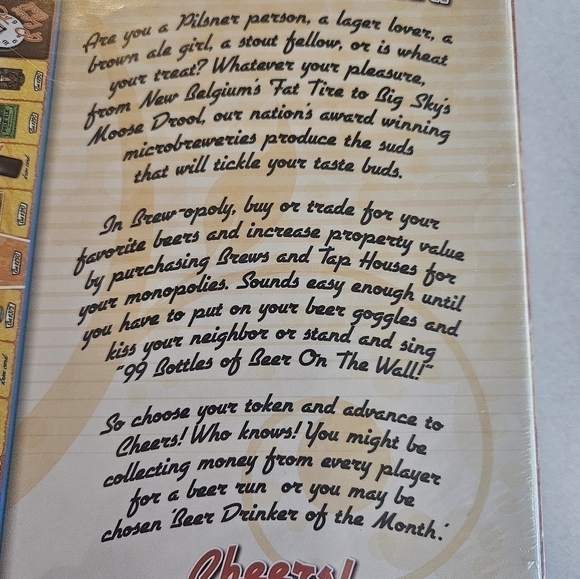 Are you a Pilsner person, a lager lover, a
brown ale girl, a stout fellow, or is wheat
your treat? Whatever your pleasure,
from New Belgium's Fat Tire to Big Sky's
Moose Drool, our nation's award winning
microbreweries produce the suds
that will tickle your taste buds.
In Brew-opoly, buy or trade for your
favorite beers and increase property value
by purchasing Brews and Tap Houses for
your monopolies. Sounds easy enough until
you have to put on your beer goggles and
kiss your neighbor or stand and sing
"99 Bottles of Beer On The Wall!"
So choose your token and advance to
Cheers! Who knows! You might be
collecting money from every player
for a beer run or you may be
chosen 'Beer Drinker of the Month.'
Cheers!